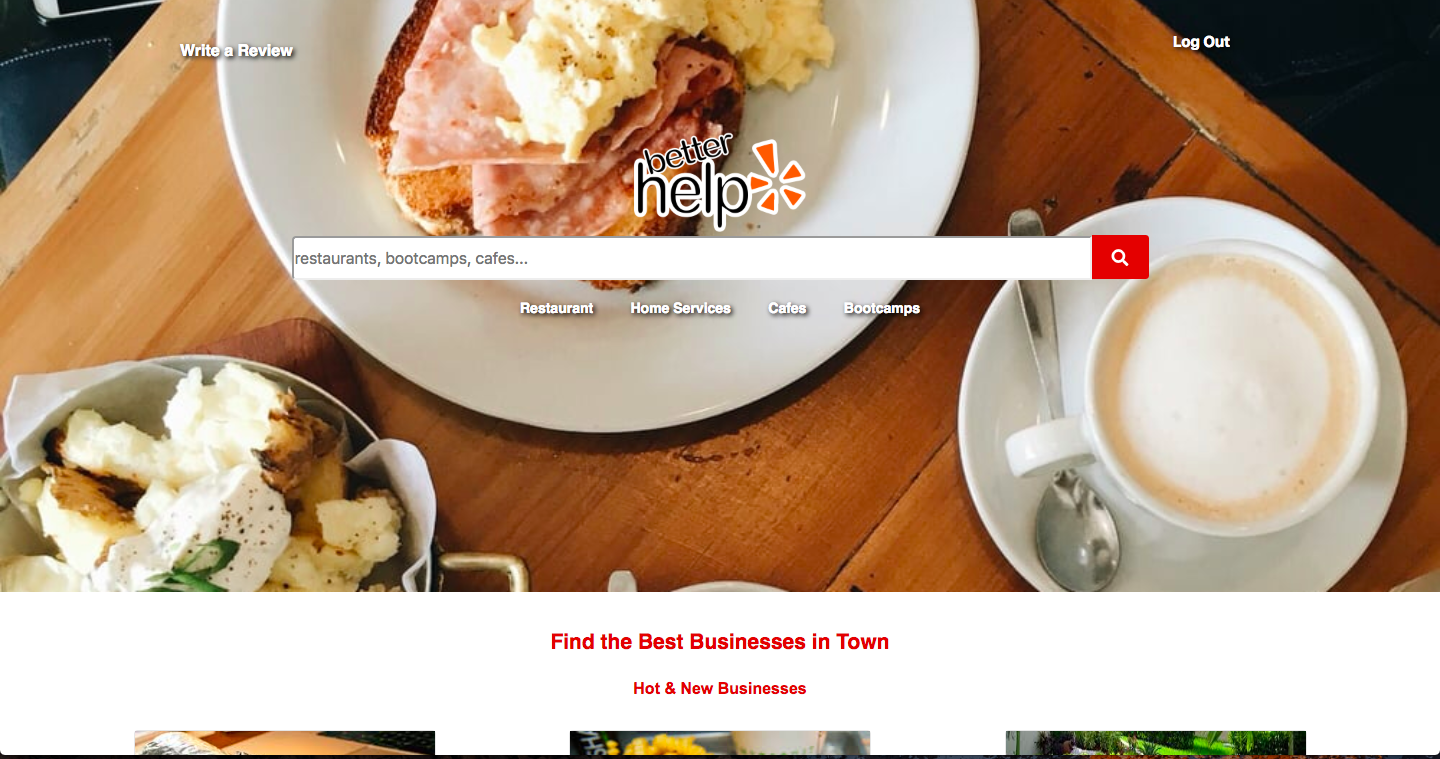 Write a Review
Log Out
better
help
restaurants, bootcamps, cafes...
Restaurant Home Services Cafes Bootcamps
Find the Best Businesses in Town
Hot & New Businesses